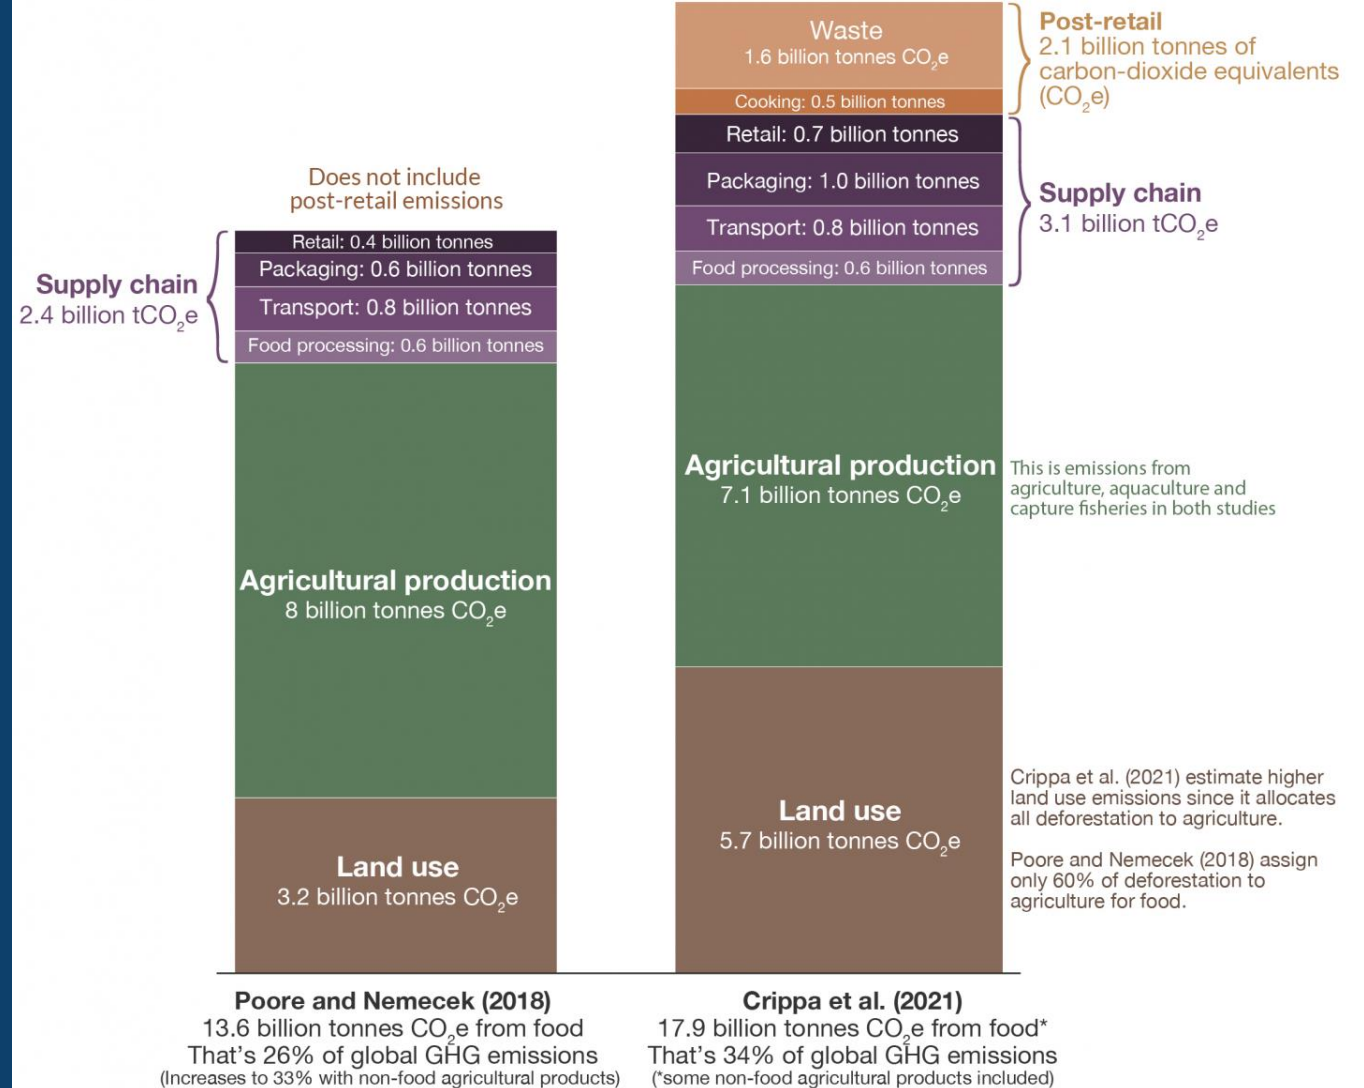 Does not include
post-retail emissions
Supply chain
2.4 billion tCO₂e
Retail: 0.4 billion tonnes
Packaging: 0.6 billion tonnes
Transport: 0.8 billion tonnes
Food processing: 0.6 billion tonnes
Agricultural production
8 billion tonnes CO₂e
Land use
3.2 billion tonnes CO₂e
Poore and Nemecek (2018)
13.6 billion tonnes CO₂e from food
That's 26% of global GHG emissions
(Increases to 33% with non-food agricultural products)
Waste
1.6 billion tonnes CO₂e
Cooking: 0.5 billion tonnes
Retail: 0.7 billion tonnes
Packaging: 1.0 billion tonnes
Transport: 0.8 billion tonnes
Food processing: 0.6 billion tonnes
Agricultural production
7.1 billion tonnes CO₂e
Land use
5.7 billion tonnes CO₂e
Crippa et al. (2021)
17.9 billion tonnes CO₂e from food*
That's 34% of global GHG emissions
(*some non-food agricultural products included)
Post-retail
2.1 billion tonnes of
carbon-dioxide equivalents
(CO₂e)
Supply chain
3.1 billion tCO₂e
This is emissions from
agriculture, aquaculture and
capture fisheries in both studies
Crippa et al. (2021) estimate higher
land use emissions since it allocates
all deforestation to agriculture.
Poore and Nemecek (2018) assign
only 60% of deforestation to
agriculture for food.